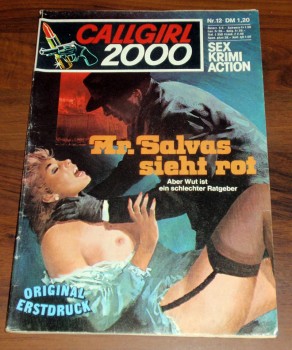 CALLGIRL
2000
Nr. 12 · DM 1,20
SEX
KRIMI
ACTION
Mr. Salvas
sieht rot
Aber Wut ist
ein schlechter Ratgeber
ORIGINAL
ERSTDRUCK